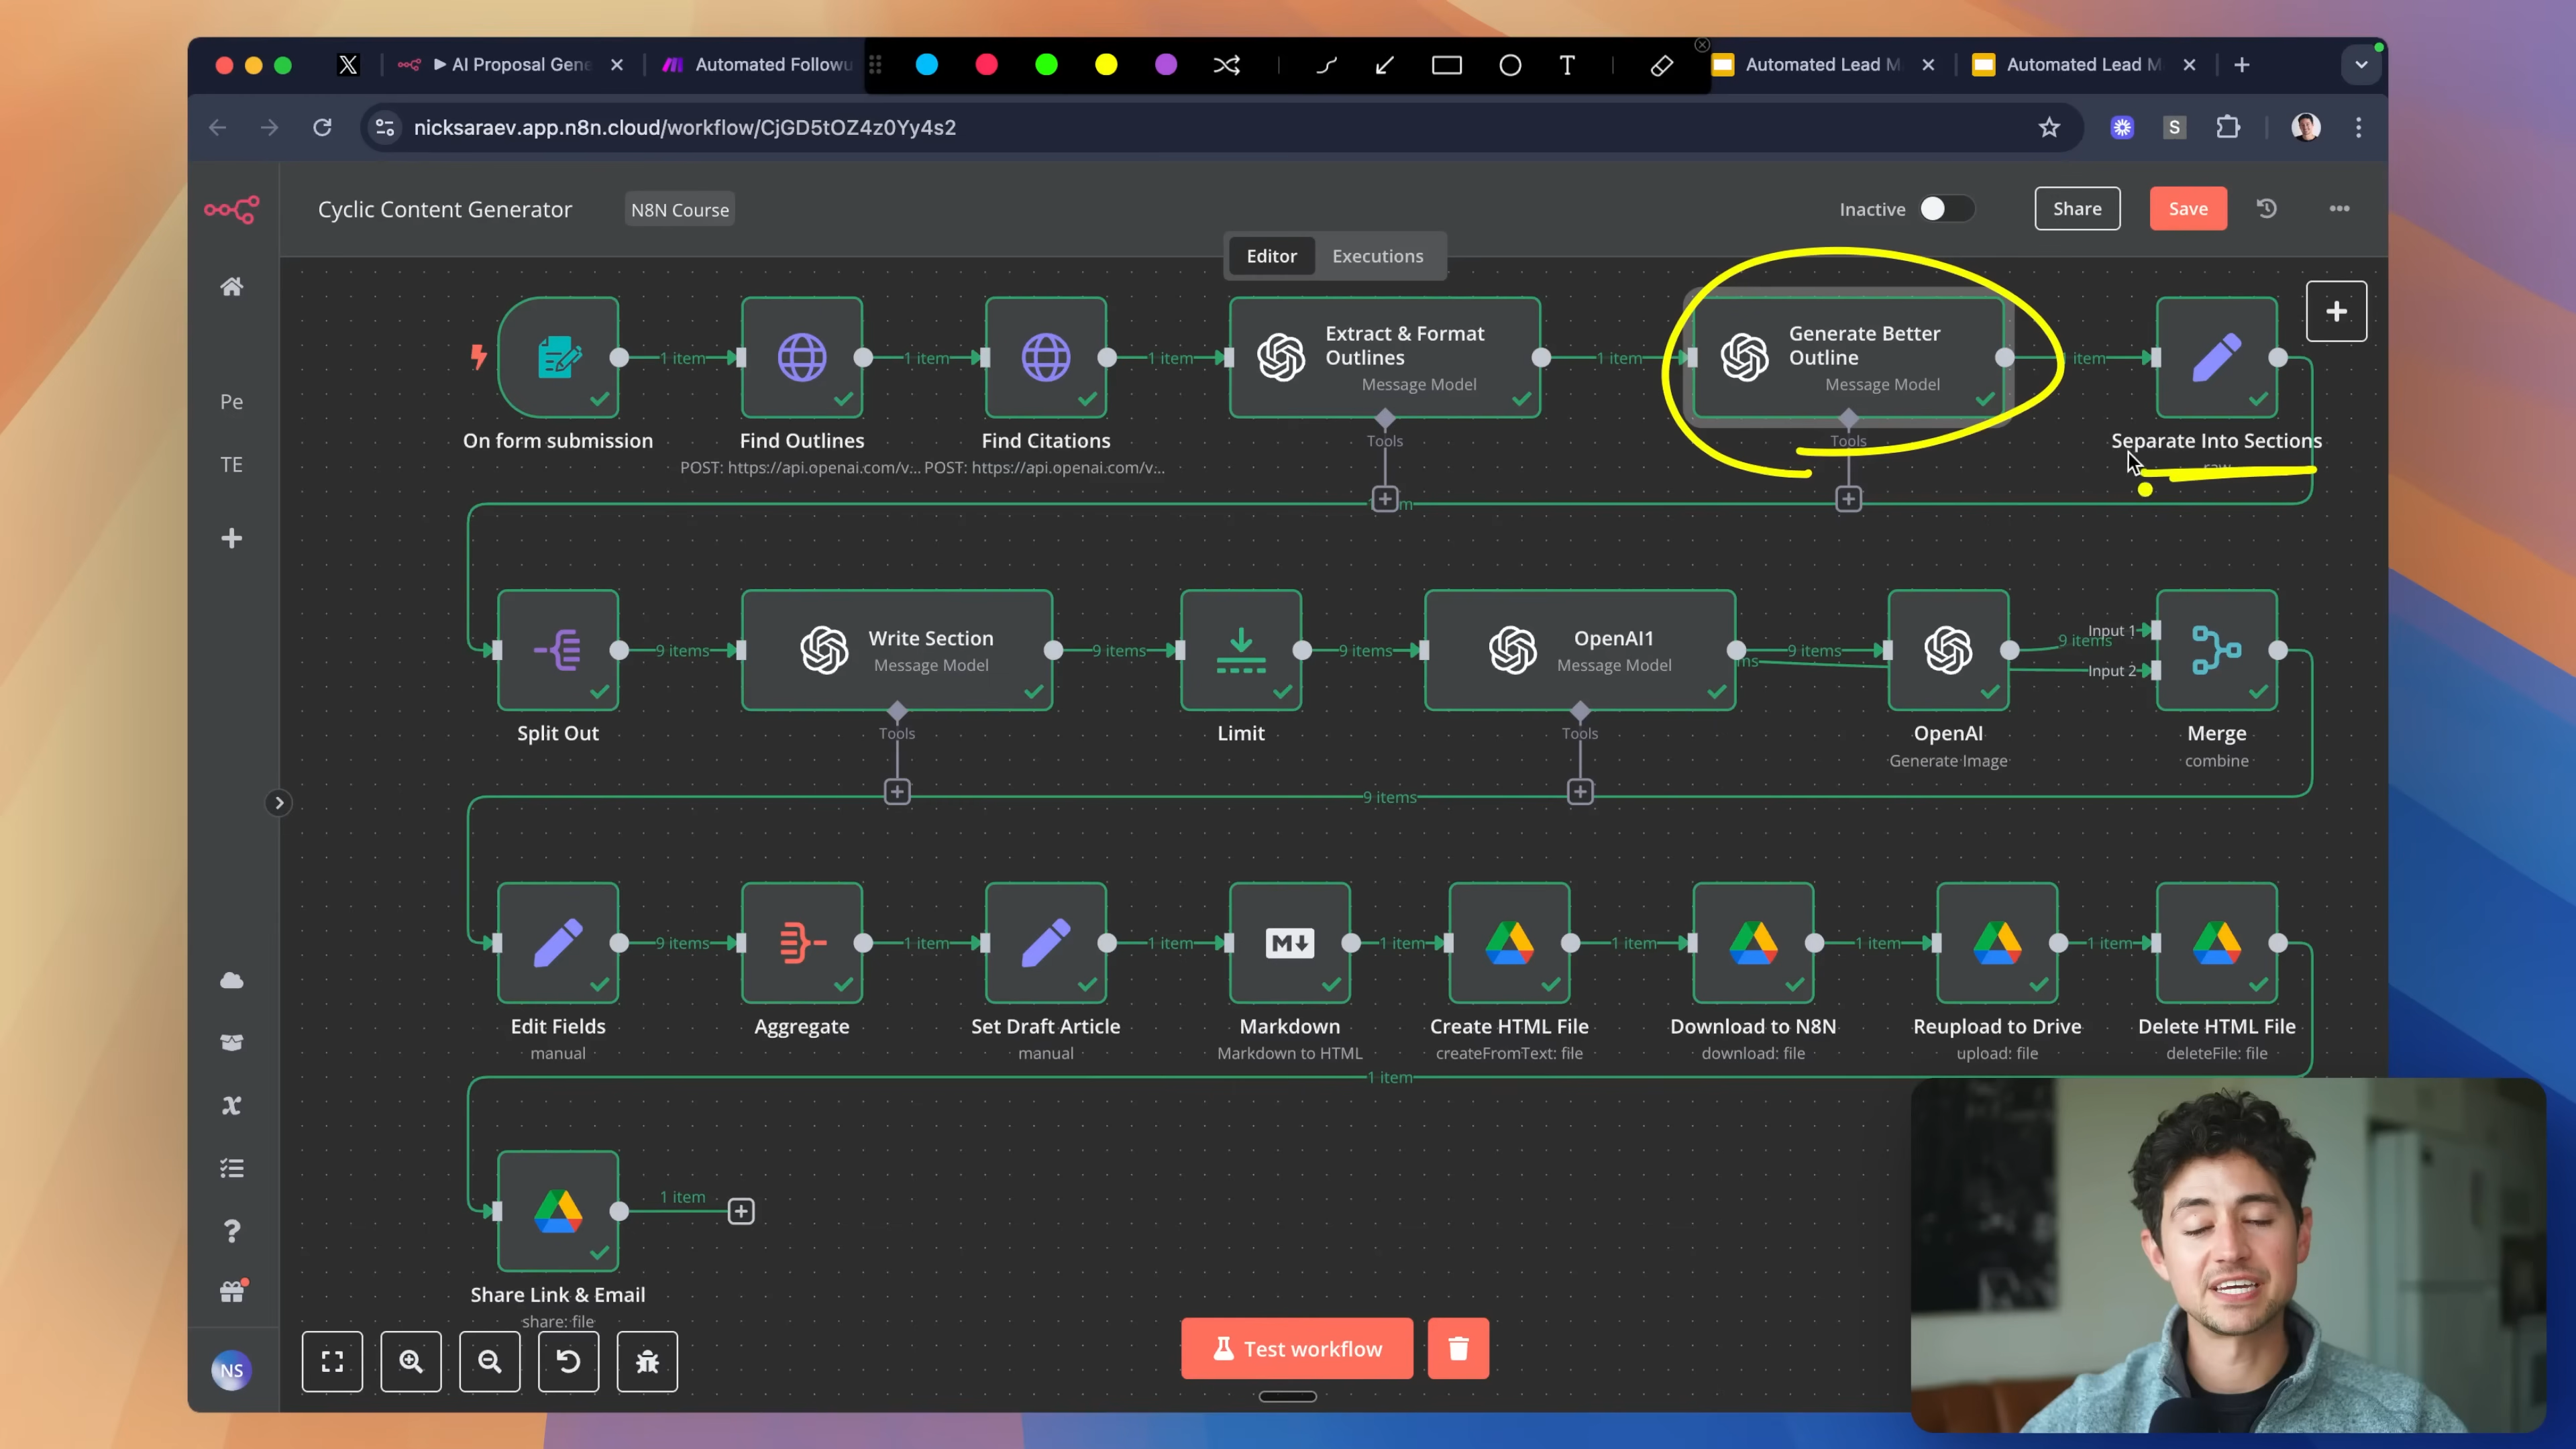 AI Proposal Gene
Automated Followu
T
Automated Lead M
Automated Lead M
nicksaraev.app.n8n.cloud/workflow/CjGD5tOZ4z0Yy4s2
S
Cyclic Content Generator
N8N Course
Inactive
Share
Save
Editor
Executions
Pe
TE
NS
1 item
1 item
1 item
Extract & Format
Outlines
Message Model
1 item
Generate Better
Outline
Message Model
item
On form submission
Find Outlines
POST: https://api.openai.com/v...
Find Citations
POST: https://api.openai.com/v...
Tools
Tools
Separate Into Sections
raw
9 items
Write Section
Message Model
9 items
9 items
OpenAI1
Message Model
ms
9 items
9 items
Input 1
Input 2
Split Out
Tools
Limit
Tools
OpenAI
Generate Image
Merge
combine
9 items
9 items
1 item
1 item
M
1 item
1 item
1 item
1 item
Edit Fields
manual
Aggregate
Set Draft Article
manual
Markdown
Markdown to HTML
Create HTML File
createFromText: file
Download to N8N
download: file
Reupload to Drive
upload: file
Delete HTML File
deleteFile: file
1 item
1 item
Share Link & Email
share: file
Test workflow